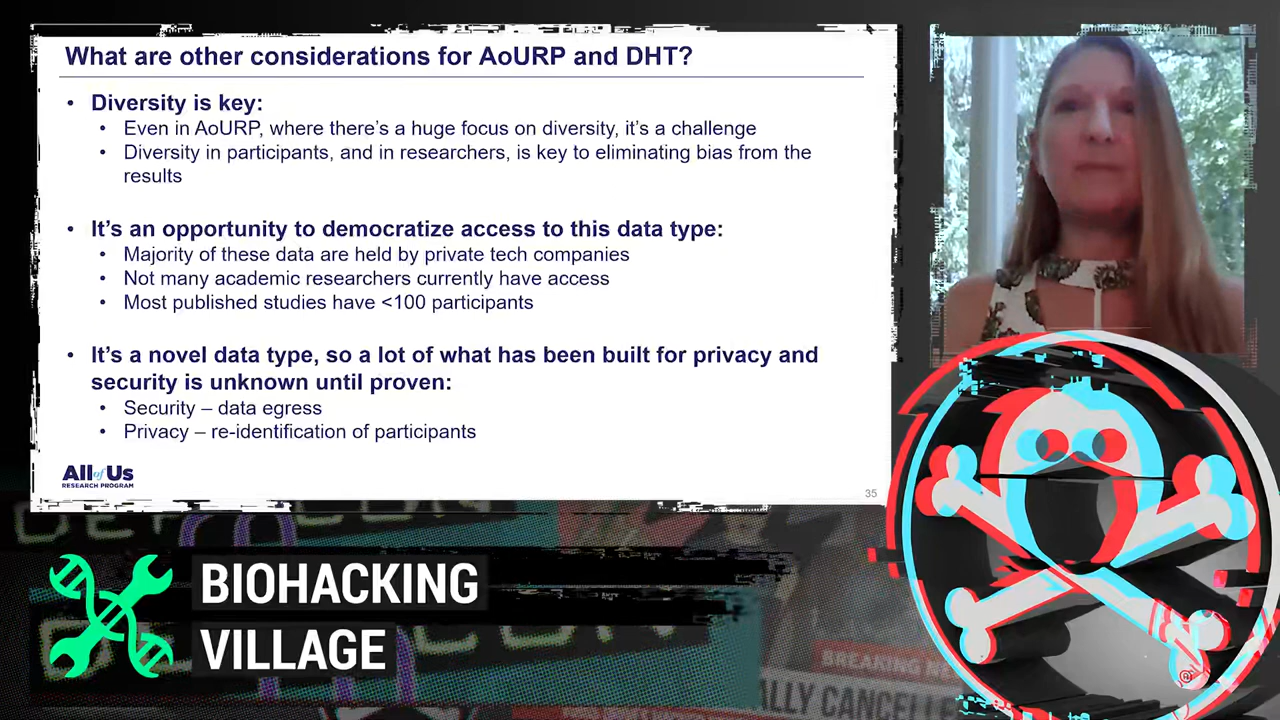 What are other considerations for AoURP and DHT?
• Diversity is key:
• Even in AoURP, where there's a huge focus on diversity, it's a challenge
• Diversity in participants, and in researchers, is key to eliminating bias from the
results
• It's an opportunity to democratize access to this data type:
• Majority of these data are held by private tech companies
• Not many academic researchers currently have access
• Most published studies have <100 participants
• It's a novel data type, so a lot of what has been built for privacy and
security is unknown until proven:
• Security – data egress
• Privacy – re-identification of participants
All of Us
RESEARCH PROGRAM
35
BIOHACKING
VILLAGE
BREAKING
ALLY CANCELLE